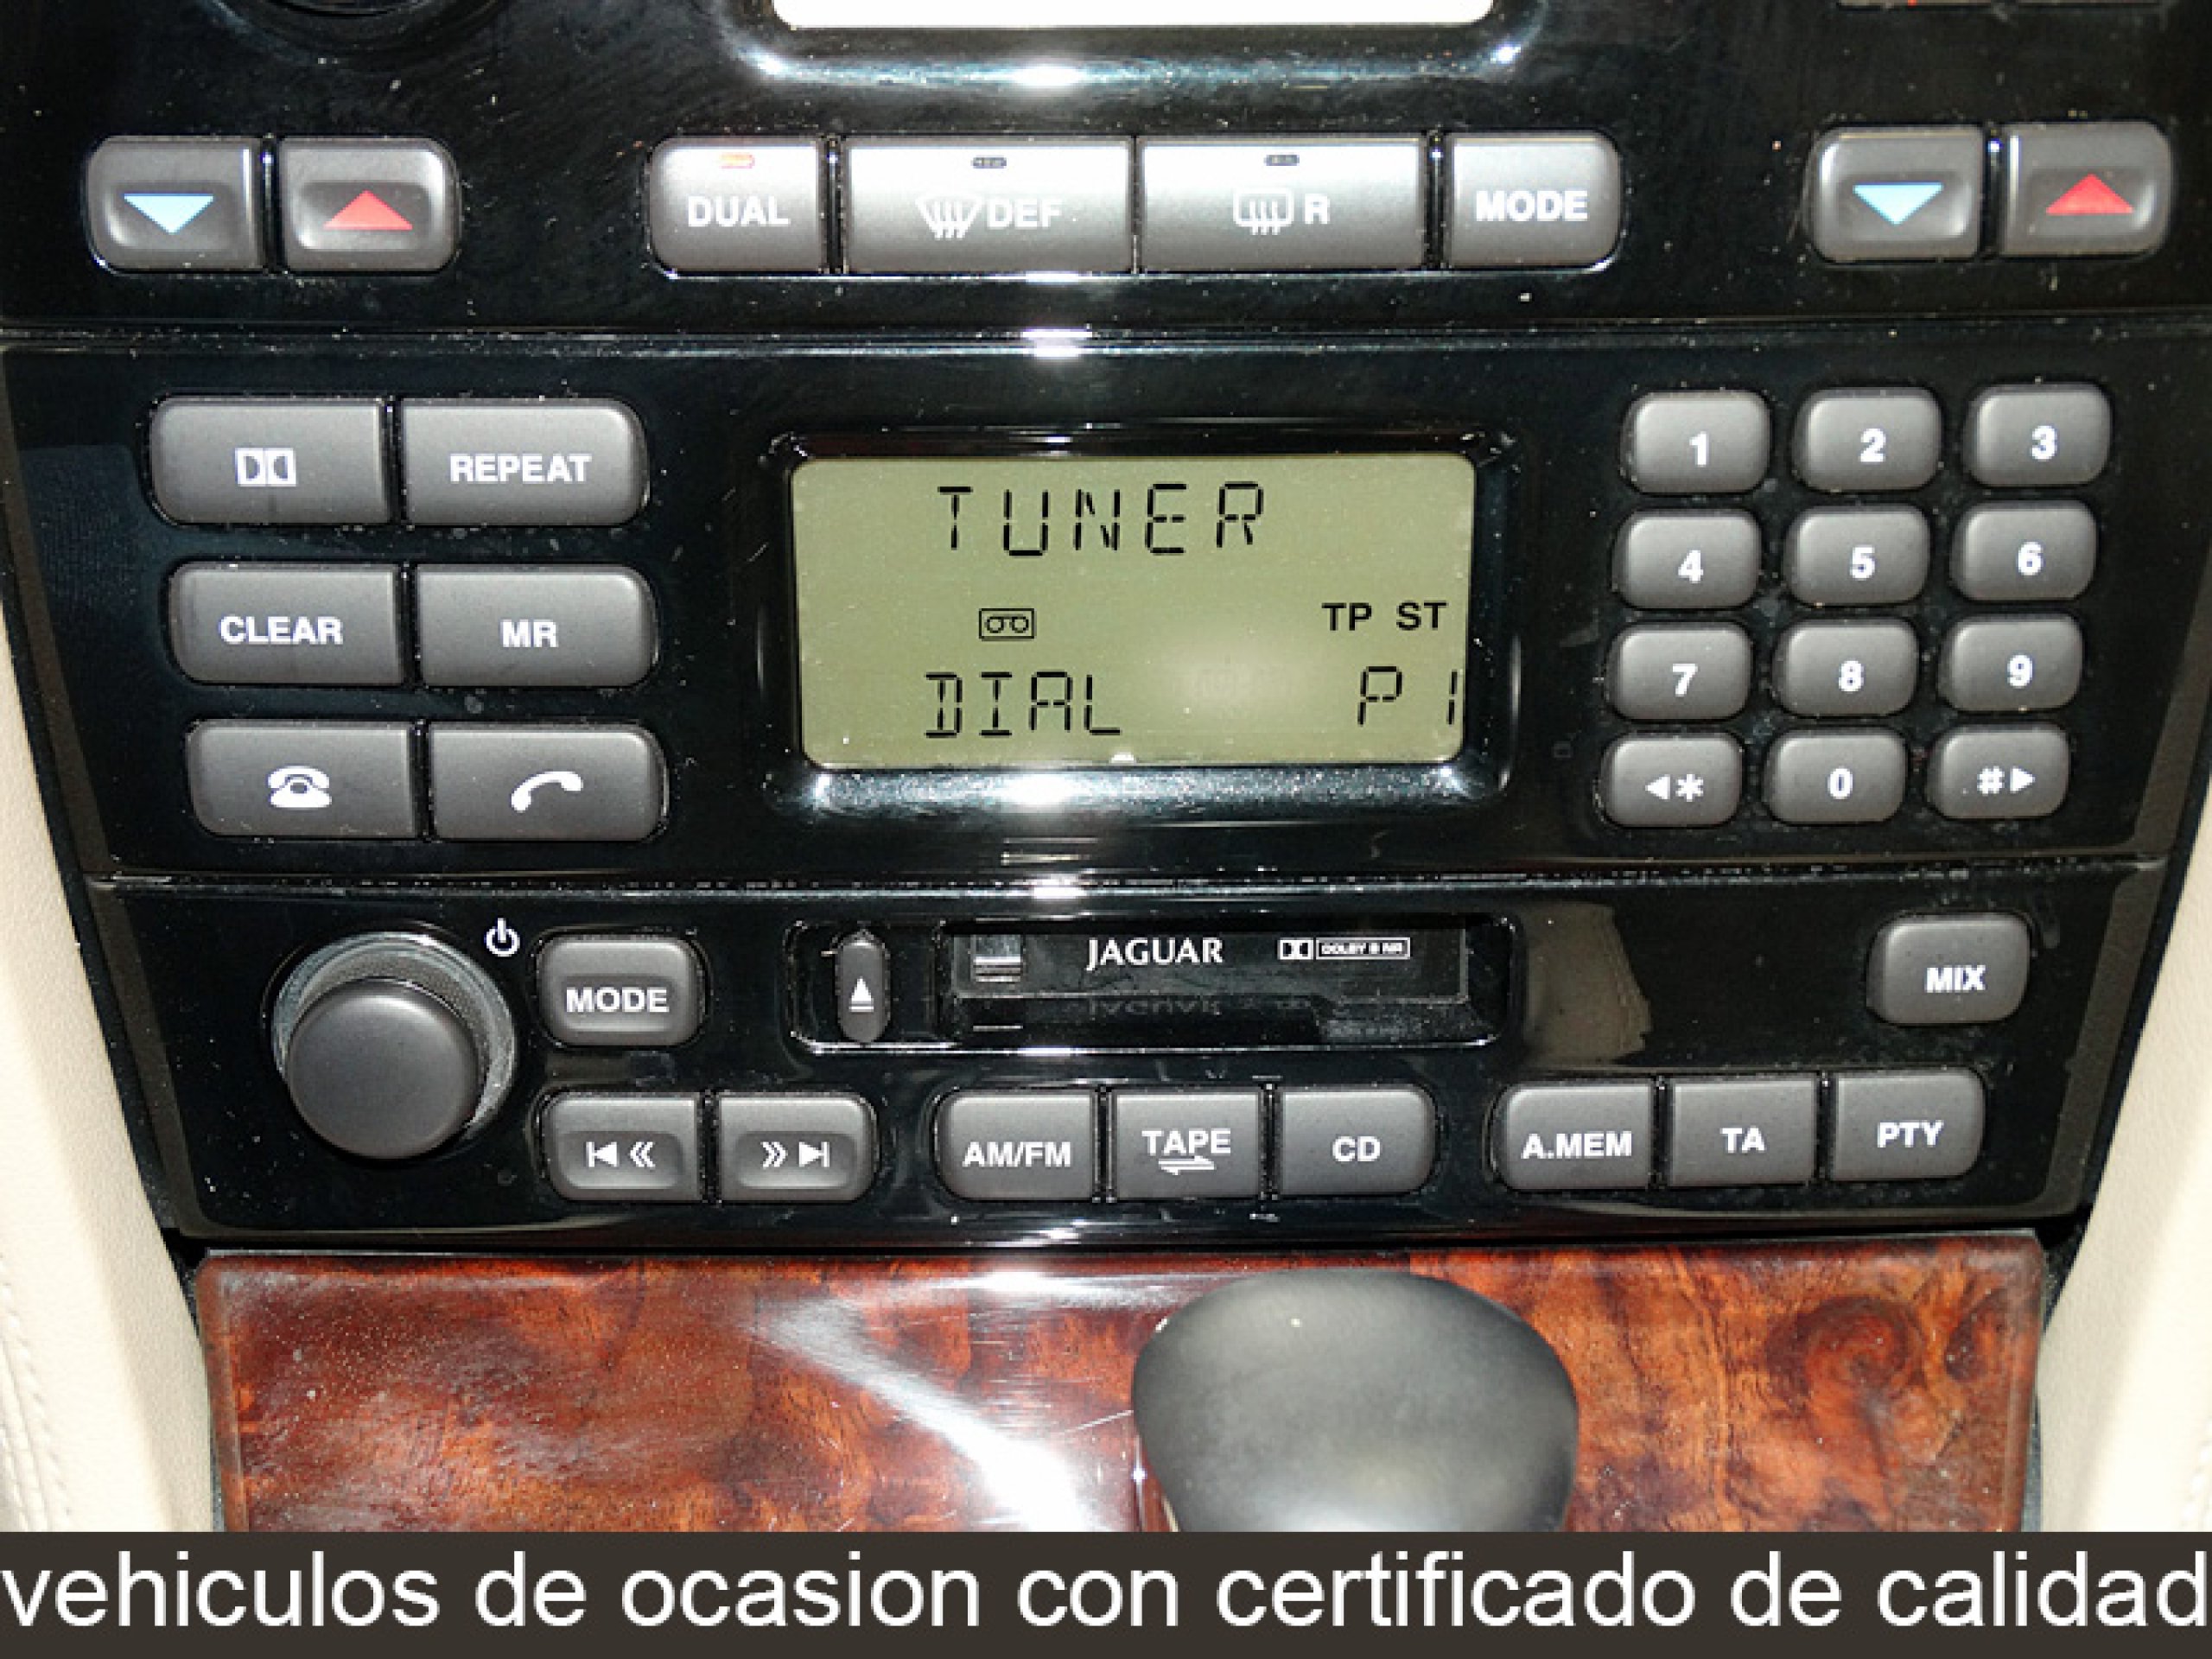 DUAL DEF R MODE
REPEAT
CLEAR MR
TUNER
TP ST
DIAL P1
1 2 3
4 5 6
7 8 9
◀* 0 #▶
MODE
JAGUAR DOLBY B NR
MIX
AM/FM TAPE CD A.MEM TA PTY
vehiculos de ocasion con certificado de calidad